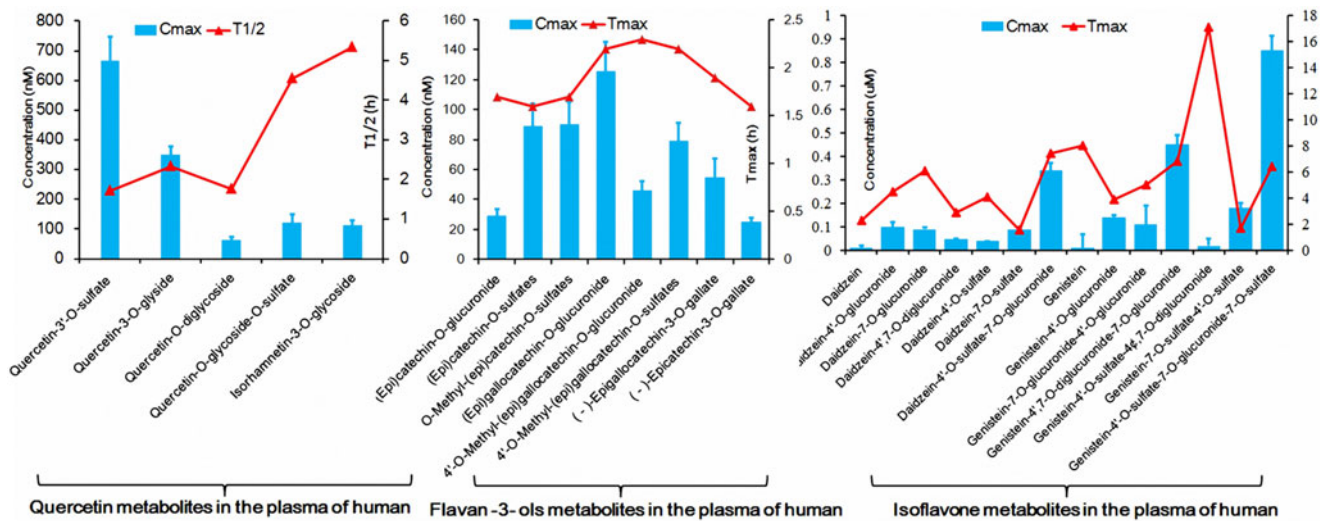 800
700
600
500
400
300
200
100
0
Concentration (nM)
Cmax T1/2
6
5
4
3
2
1
0
T1/2 (h)
Quercetin-3'-O-sulfate
Quercetin-3-O-glyside
Quercetin-O-diglycoside
Quercetin-O-glycoside-O-sulfate
Isorhamnetin-3-O-glycoside
Quercetin metabolites in the plasma of human
160
140
120
100
80
60
40
20
0
Concentration (nM)
Cmax Tmax
2.5
2
1.5
1
0.5
0
Tmax (h)
(Epi)catechin-O-glucuronide
(Epi)catechin-O-sulfates
O-Methyl-(epi)catechin-O-sulfates
(Epi)gallocatechin-O-glucuronide
4'-O-Methyl-(epi)gallocatechin-O-glucuronide
4'-O-Methyl-(epi)gallocatechin-O-sulfates
(-)-Epigallocatechin-3-O-gallate
(-)-Epicatechin-3-O-gallate
Flavan -3- ols metabolites in the plasma of human
1
0.9
0.8
0.7
0.6
0.5
0.4
0.3
0.2
0.1
0
Concentration (uM)
Cmax Tmax
18
16
14
12
10
8
6
4
2
0
Daidzein
Daidzein-4'-O-glucuronide
Daidzein-7-O-glucuronide
Daidzein-4',7-O-diglucuronide
Daidzein-4'-O-sulfate
Daidzein-7-O-sulfate
Daidzein-4'-O-sulfate-7-O-glucuronide
Genistein
Genistein-4'-O-glucuronide
Genistein-7-O-glucuronide-4'-O-glucuronide
Genistein-4',7-O-diglucuronide-7-O-glucuronide
Genistein-4'-O-sulfate-4',7-O-diglucuronide
Genistein-7-O-sulfate-4'-O-sulfate
Genistein-4'-O-sulfate-7-O-glucuronide-7-O-sulfate
Isoflavone metabolites in the plasma of human